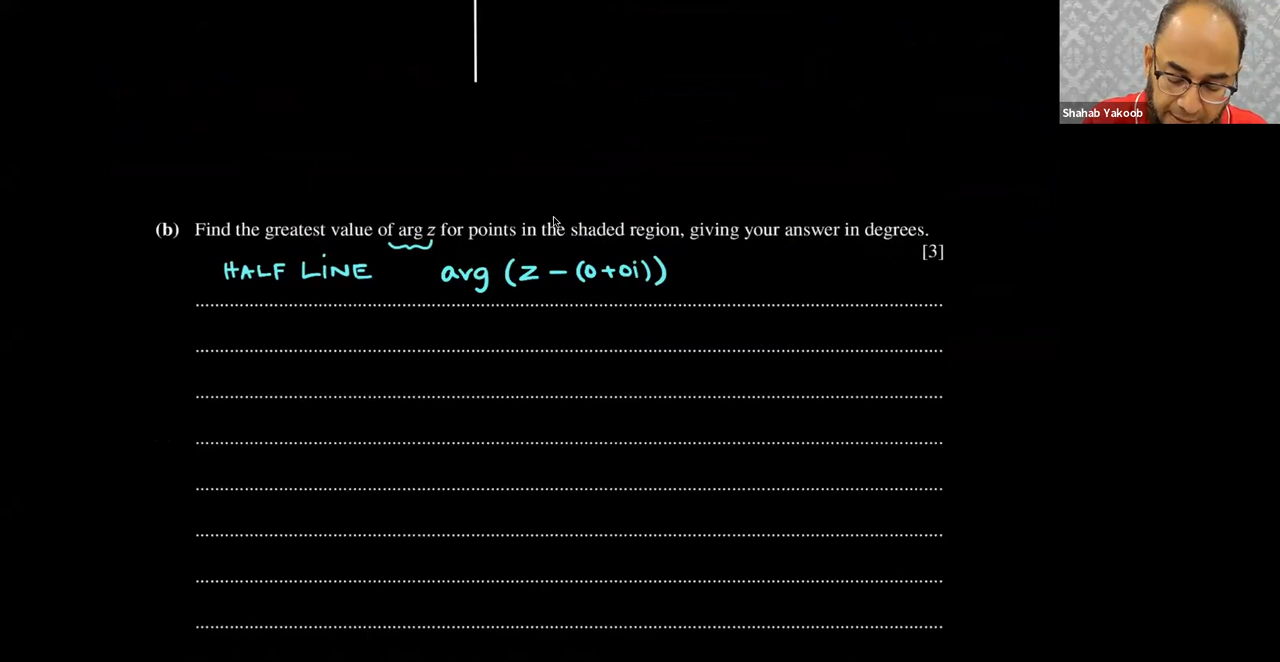 Shahab Yakoob
(b) Find the greatest value of arg z for points in the shaded region, giving your answer in degrees.
[3]
HALF LINE arg (z - (0+0i))